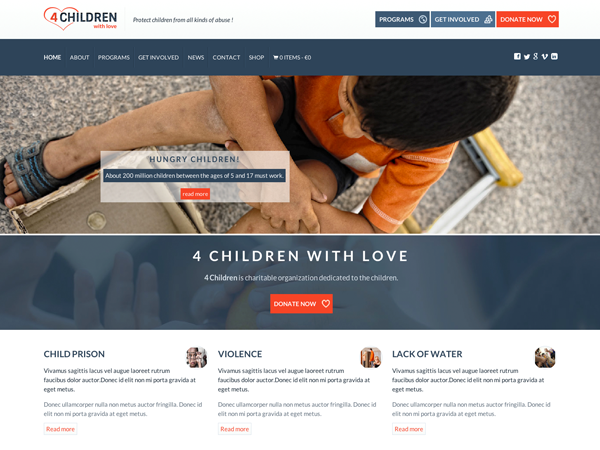 4 CHILDREN
with love
Protect children from all kinds of abuse !
PROGRAMS
GET INVOLVED
DONATE NOW
HOME ABOUT PROGRAMS GET INVOLVED NEWS CONTACT SHOP 0 ITEMS - €0
HUNGRY CHILDREN!
About 200 million children between the ages of 5 and 17 must work.
read more
4 CHILDREN WITH LOVE
4 Children is charitable organization dedicated to the children.
DONATE NOW
CHILD PRISON
Vivamus sagittis lacus vel augue laoreet rutrum
faucibus dolor auctor.Donec id elit non mi porta gravida at
eget metus.
Donec ullamcorper nulla non metus auctor fringilla. Donec id
elit non mi porta gravida at eget metus.
Read more
VIOLENCE
Vivamus sagittis lacus vel augue laoreet rutrum
faucibus dolor auctor.Donec id elit non mi porta gravida at
eget metus.
Donec ullamcorper nulla non metus auctor fringilla. Donec id
elit non mi porta gravida at eget metus.
Read more
LACK OF WATER
Vivamus sagittis lacus vel augue laoreet rutrum
faucibus dolor auctor.Donec id elit non mi porta gravida at
eget metus.
Donec ullamcorper nulla non metus auctor fringilla. Donec id
elit non mi porta gravida at eget metus.
Read more